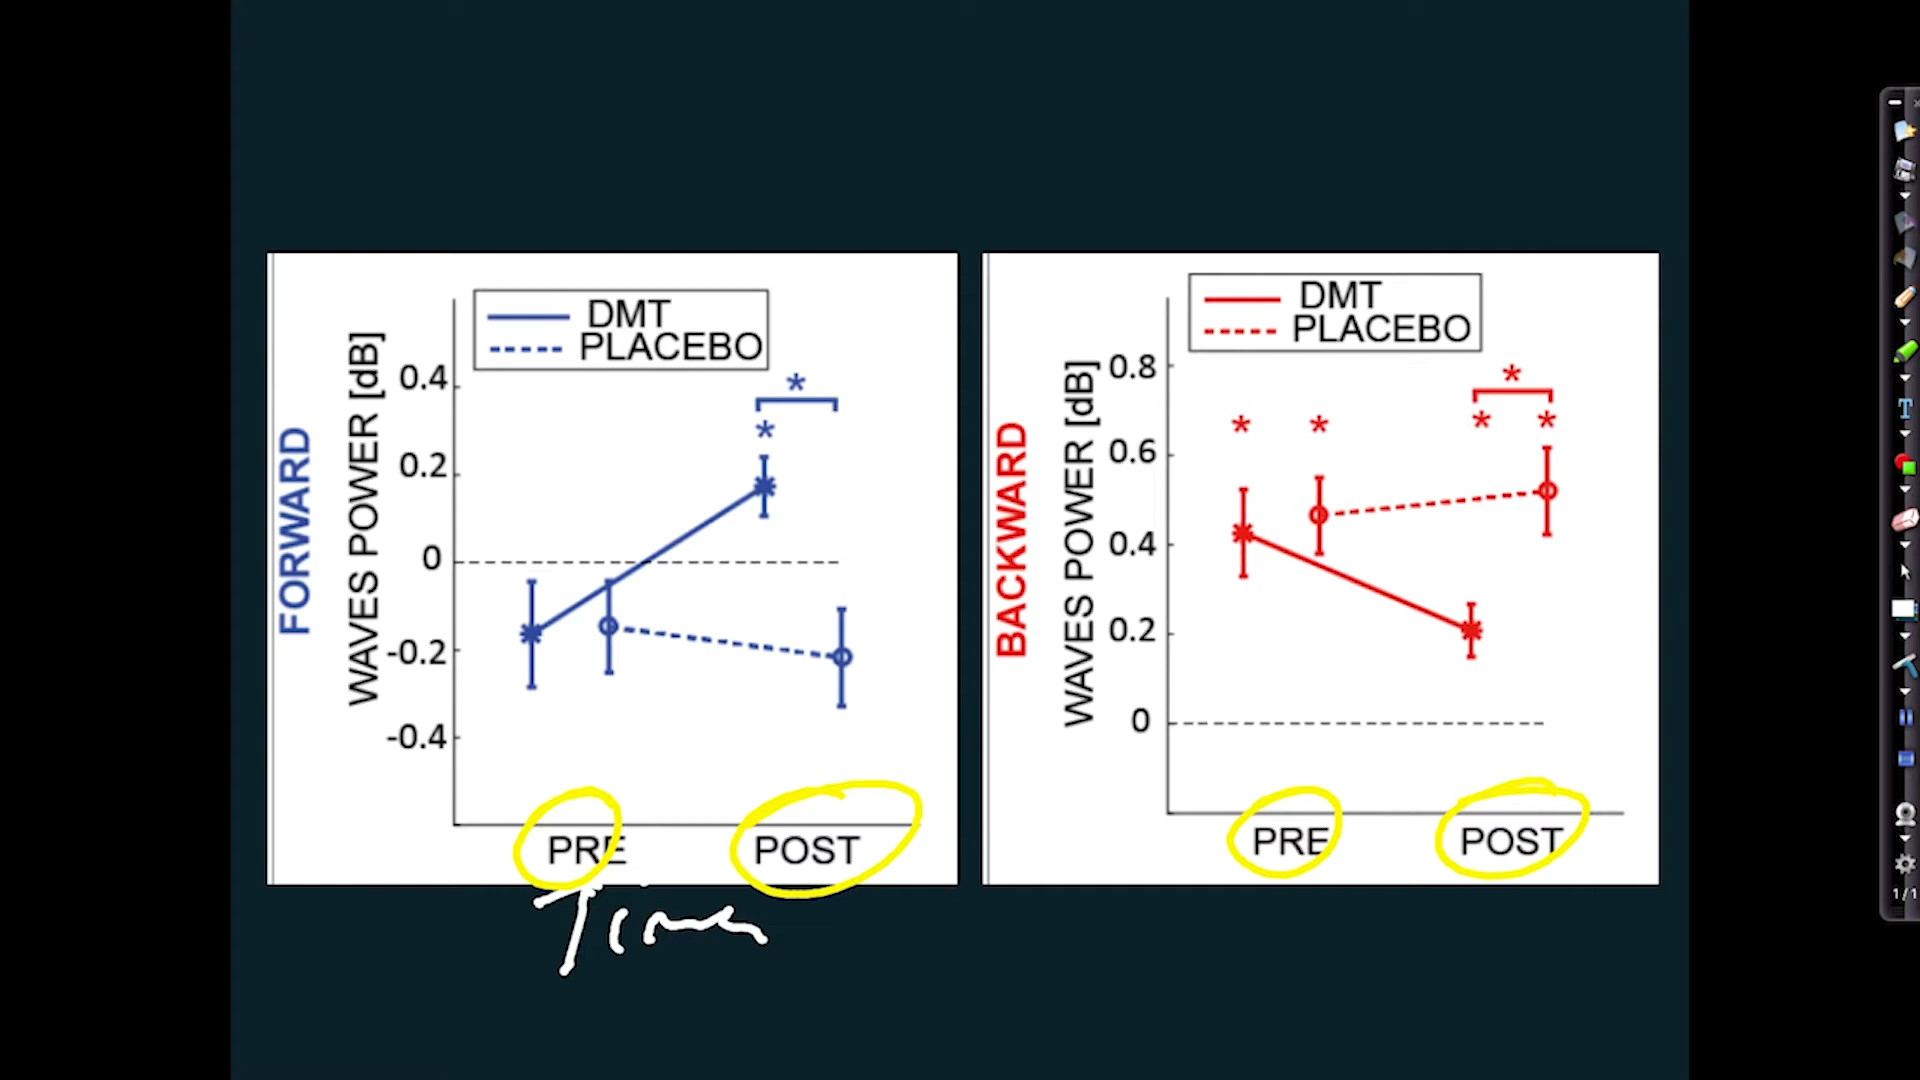 FORWARD
WAVES POWER [dB]
DMT
PLACEBO
0.4
0.2
0
-0.2
-0.4
*
*
PRE
POST
Time
BACKWARD
WAVES POWER [dB]
DMT
PLACEBO
0.8
0.6
0.4
0.2
0
*
* * * *
PRE
POST
1/1